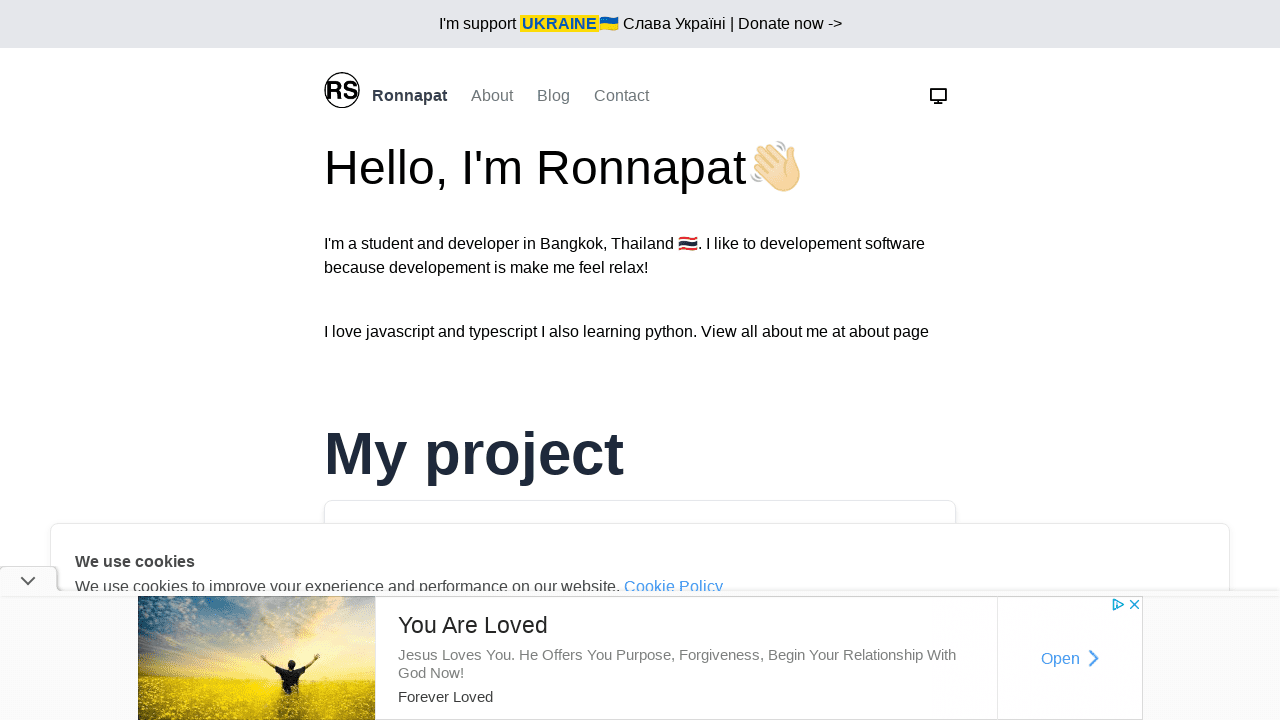 I'm support UKRAINE🇺🇦 Слава Україні | Donate now ->
RS
Ronnapat About Blog Contact
Hello, I'm Ronnapat👋🏼
I'm a student and developer in Bangkok, Thailand 🇹🇭. I like to developement software
because developement is make me feel relax!
I love javascript and typescript I also learning python. View all about me at about page
My project
We use cookies
We use cookies to improve your experience and performance on our website. Cookie Policy
You Are Loved
Jesus Loves You. He Offers You Purpose, Forgiveness, Begin Your Relationship With
God Now!
Forever Loved
Open